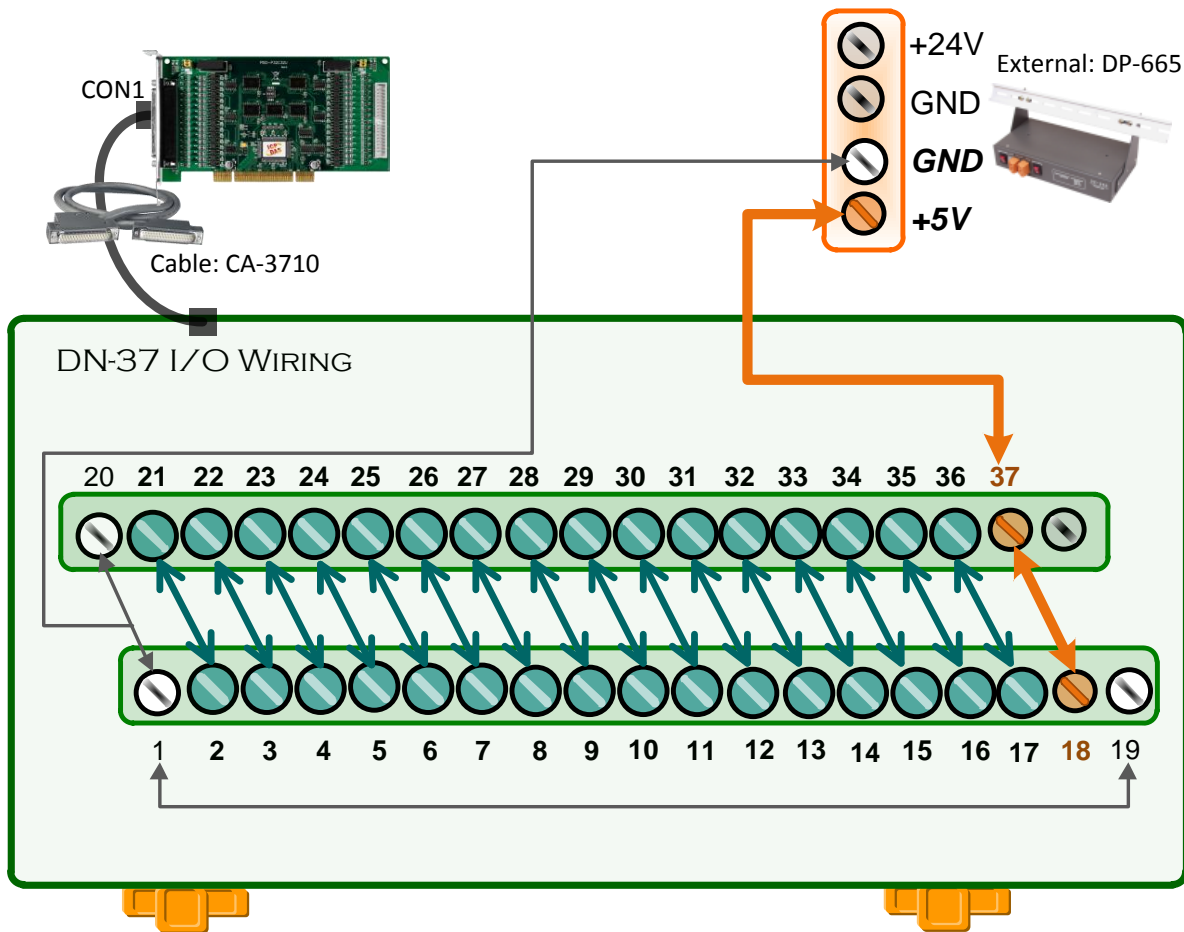 CON1
Cable: CA-3710
+24V
GND
GND
+5V
External: DP-665
DN-37 I/O WIRING
20 21 22 23 24 25 26 27 28 29 30 31 32 33 34 35 36 37
1 2 3 4 5 6 7 8 9 10 11 12 13 14 15 16 17 18 19